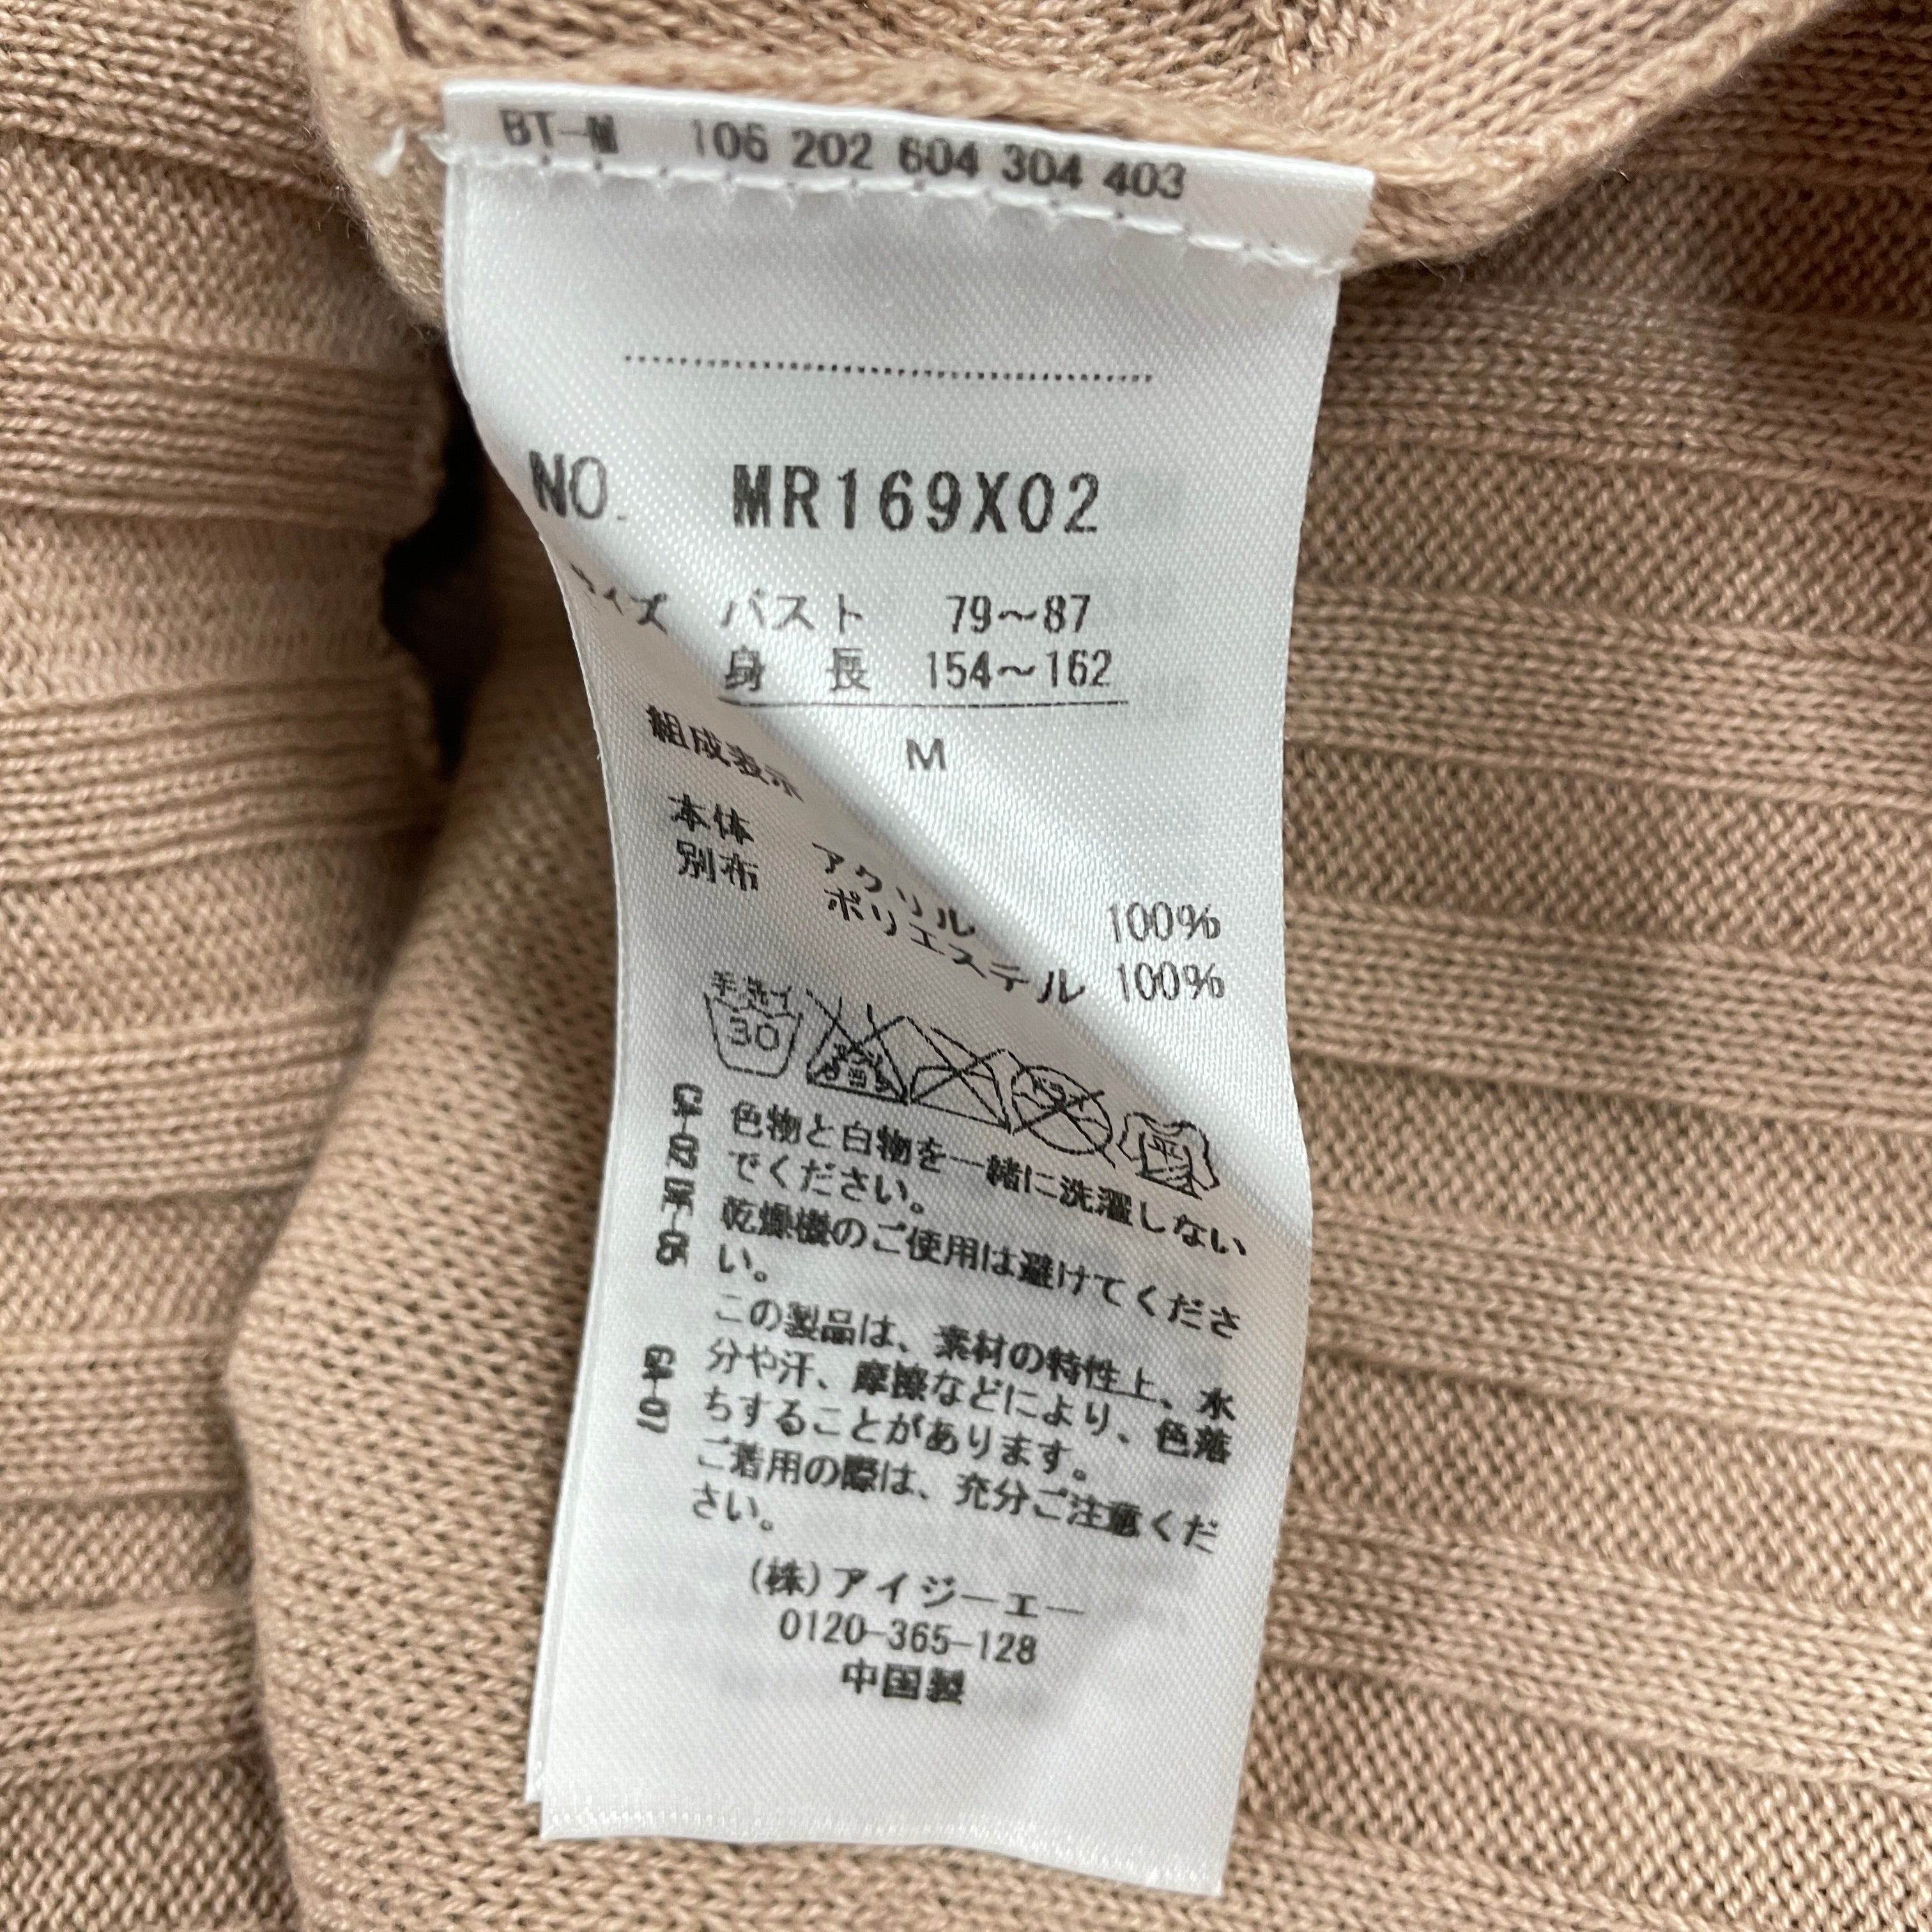 BT-M 106 202 604 304 403
NO. MR169X02
サイズ バスト 79～87
身長 154～162
M
組成表示
本体 アクリル 100%
別布 ポリエステル 100%
手洗イ
30
平
色物と白物を一緒に洗濯しない
でください。
乾燥機のご使用は避けてくださ
い。
この製品は、素材の特性上、水
分や汗、摩擦などにより、色落
ちすることがあります。
ご着用の際は、充分ご注意くだ
さい。
CA-02 DF-05
GA-07
(株)アイジーエー
0120-365-128
中国製